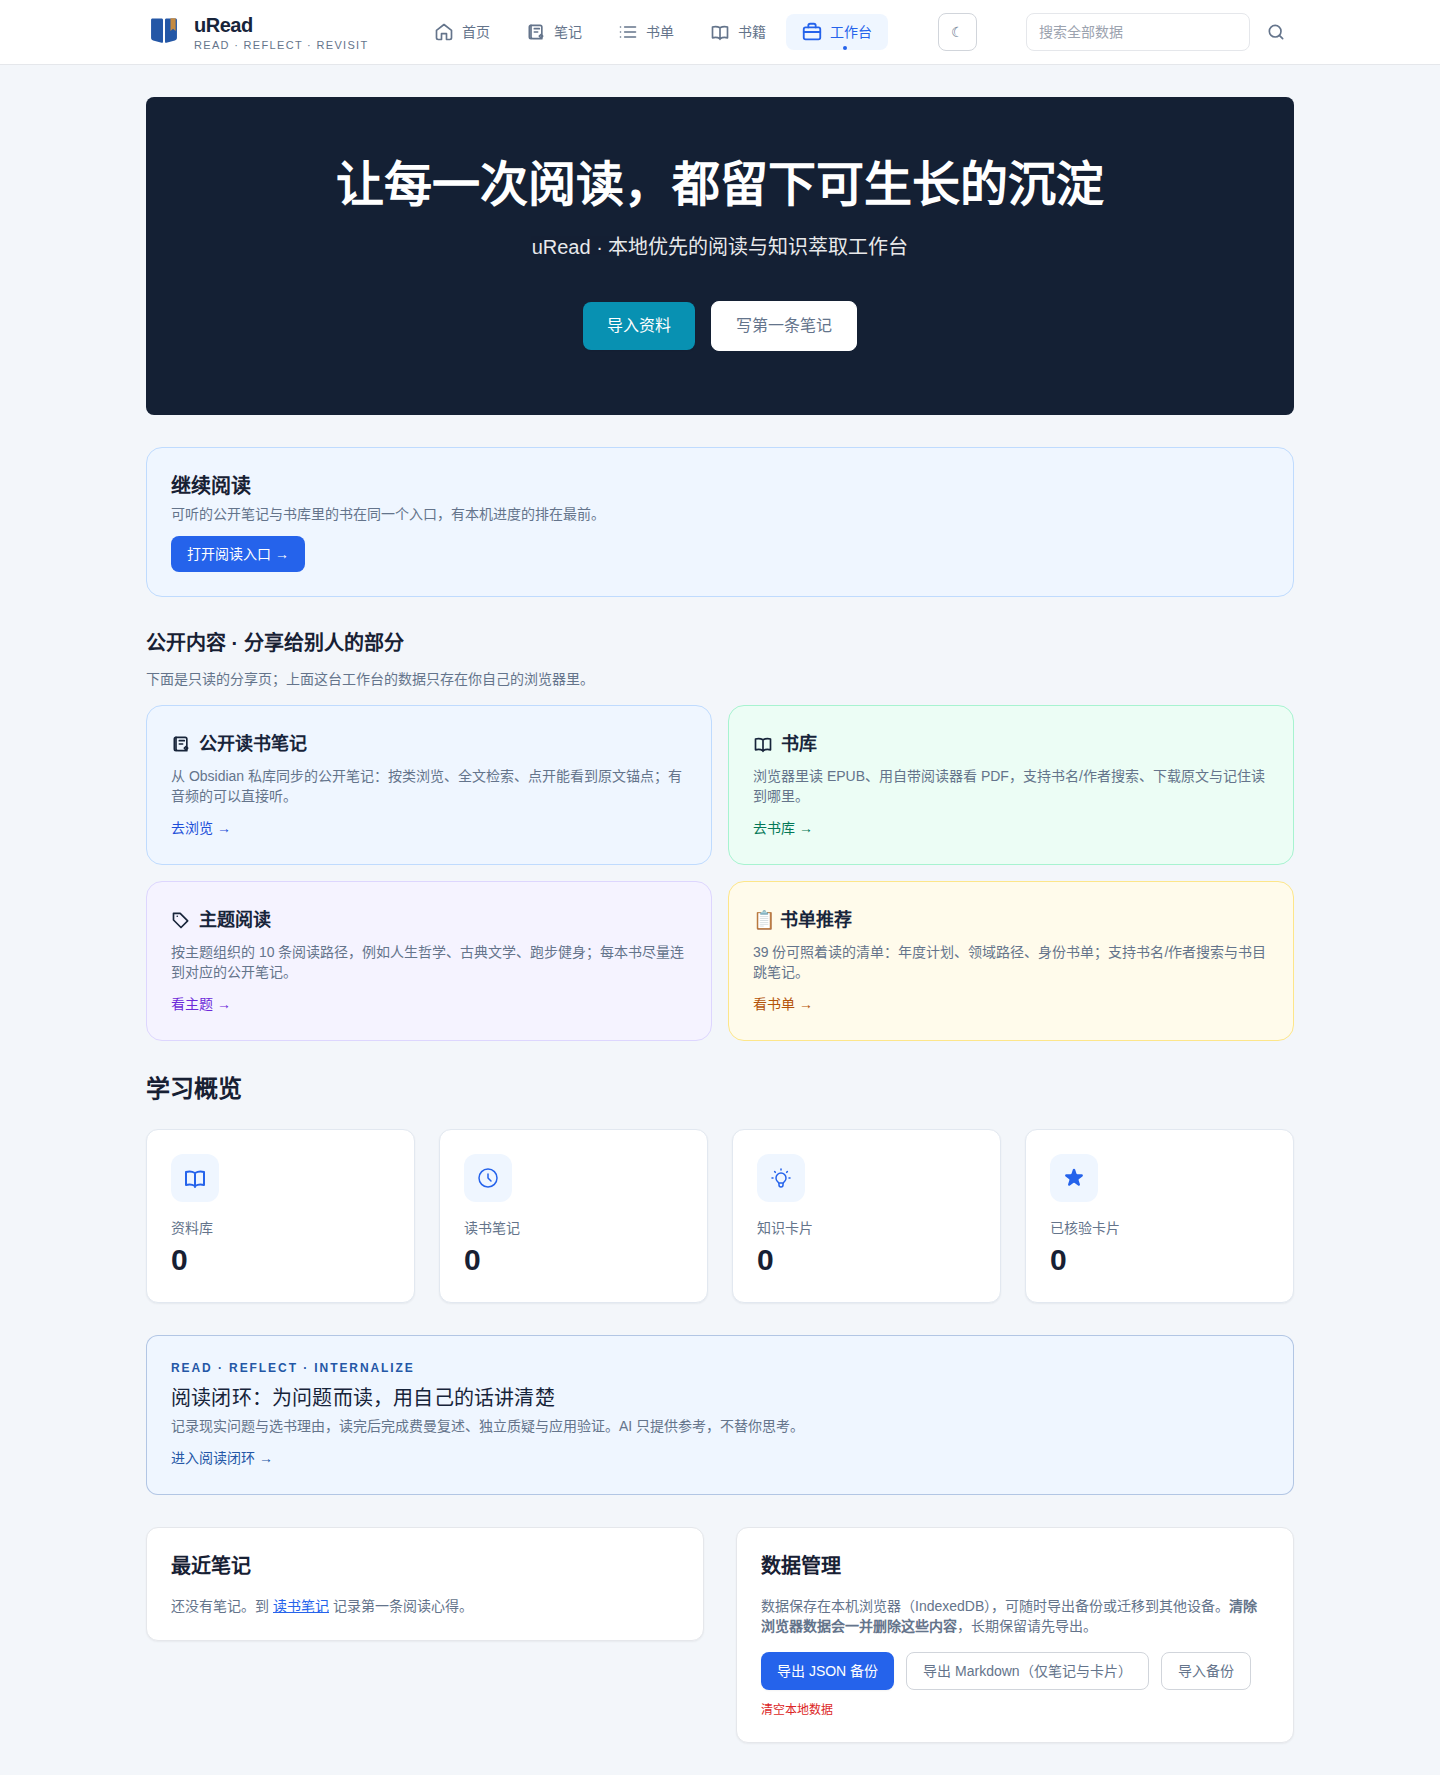 uRead
READ · REFLECT · REVISIT
首页
笔记
书单
书籍
工作台
搜索全部数据
让每一次阅读，都留下可生长的沉淀
uRead · 本地优先的阅读与知识萃取工作台
导入资料
写第一条笔记
继续阅读
可听的公开笔记与书库里的书在同一个入口，有本机进度的排在最前。
打开阅读入口 →
公开内容 · 分享给别人的部分
下面是只读的分享页；上面这台工作台的数据只存在你自己的浏览器里。
公开读书笔记
从 Obsidian 私库同步的公开笔记：按类浏览、全文检索、点开能看到原文锚点；有
音频的可以直接听。
去浏览 →
书库
浏览器里读 EPUB、用自带阅读器看 PDF，支持书名/作者搜索、下载原文与记住读
到哪里。
去书库 →
主题阅读
按主题组织的 10 条阅读路径，例如人生哲学、古典文学、跑步健身；每本书尽量连
到对应的公开笔记。
看主题 →
📋 书单推荐
39 份可照着读的清单：年度计划、领域路径、身份书单；支持书名/作者搜索与书目
跳笔记。
看书单 →
学习概览
资料库
0
读书笔记
0
知识卡片
0
已核验卡片
0
READ · REFLECT · INTERNALIZE
阅读闭环：为问题而读，用自己的话讲清楚
记录现实问题与选书理由，读完后完成费曼复述、独立质疑与应用验证。AI 只提供参考，不替你思考。
进入阅读闭环 →
最近笔记
还没有笔记。到 读书笔记 记录第一条阅读心得。
数据管理
数据保存在本机浏览器（IndexedDB），可随时导出备份或迁移到其他设备。清除
浏览器数据会一并删除这些内容，长期保留请先导出。
导出 JSON 备份
导出 Markdown（仅笔记与卡片）
导入备份
清空本地数据